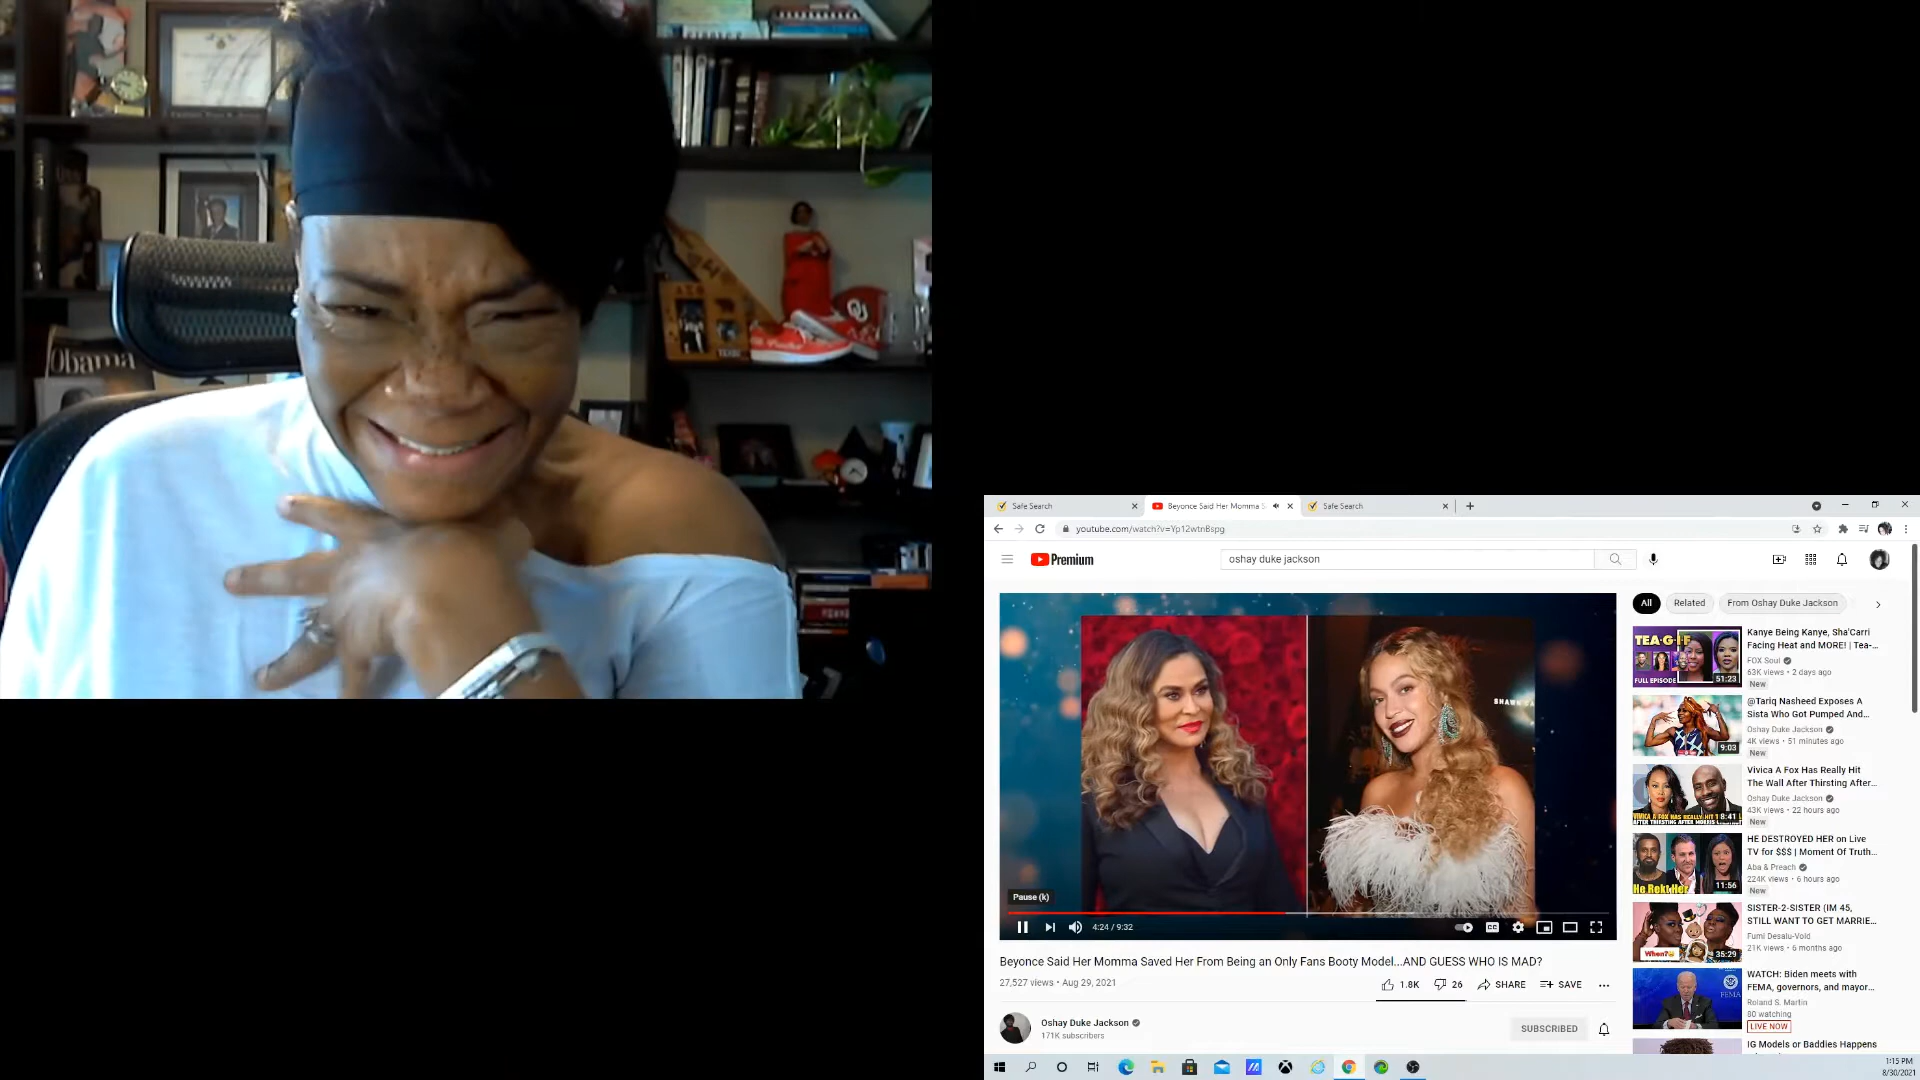 Obama
OU
Safe Search
Beyonce Said Her Momma S
Safe Search
youtube.com/watch?v=Yp12wtnBspg
Premium
oshay duke jackson
SHAWN
Pause (k)
4:24 / 9:32
Beyonce Said Her Momma Saved Her From Being an Only Fans Booty Model...AND GUESS WHO IS MAD?
27,527 views • Aug 29, 2021
1.8K
26
SHARE
SAVE
Oshay Duke Jackson
171K subscribers
SUBSCRIBED
All
Related
From Oshay Duke Jackson
TEA-G-I-F
FULL EPISODE
51:23
Kanye Being Kanye, Sha'Carri
Facing Heat and MORE! | Tea-...
FOX Soul
63K views • 2 days ago
New
9:03
@Tariq Nasheed Exposes A
Sista Who Got Pumped And...
Oshay Duke Jackson
4K views • 51 minutes ago
New
8:41
Vivica A Fox Has Really Hit
The Wall After Thirsting After...
Oshay Duke Jackson
43K views • 22 hours ago
New
He Rekt Her
11:56
HE DESTROYED HER on Live
TV for $$$ | Moment Of Truth...
Aba & Preach
224K views • 6 hours ago
New
When?
35:29
SISTER-2-SISTER (IM 45,
STILL WANT TO GET MARRIE...
Fumi Desalu-Vold
21K views • 6 months ago
FEMA
WATCH: Biden meets with
FEMA, governors, and mayor...
Roland S. Martin
80 watching
LIVE NOW
IG Models or Baddies Happens
1:15 PM
8/30/2021